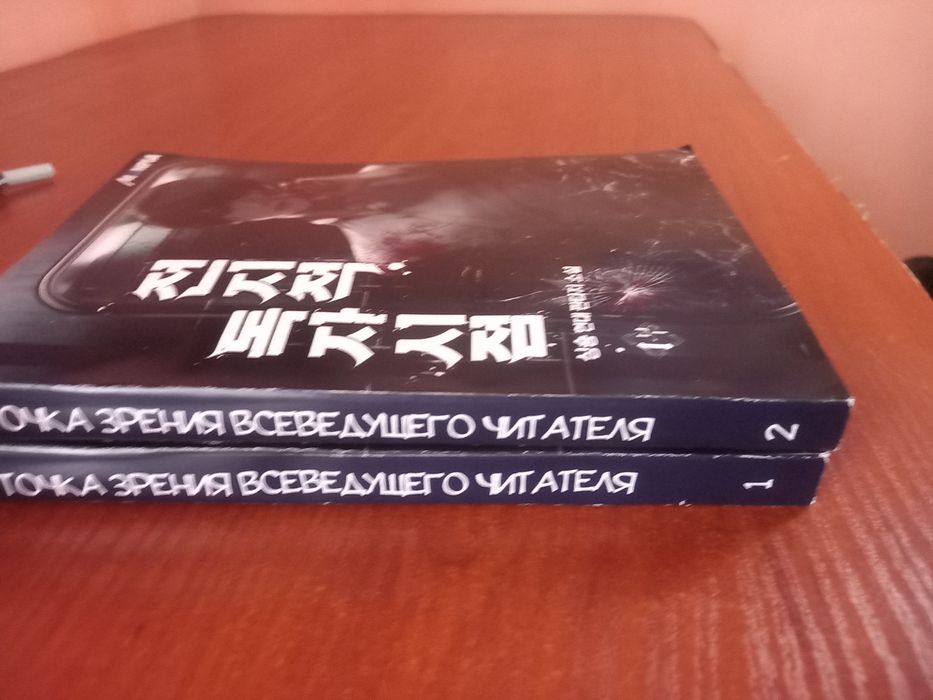 전지적
독자 시점
ТОЧКА ЗРЕНИЯ ВСЕВЕДУЩЕГО ЧИТАТЕЛЯ 2
ТОЧКА ЗРЕНИЯ ВСЕВЕДУЩЕГО ЧИТАТЕЛЯ 1